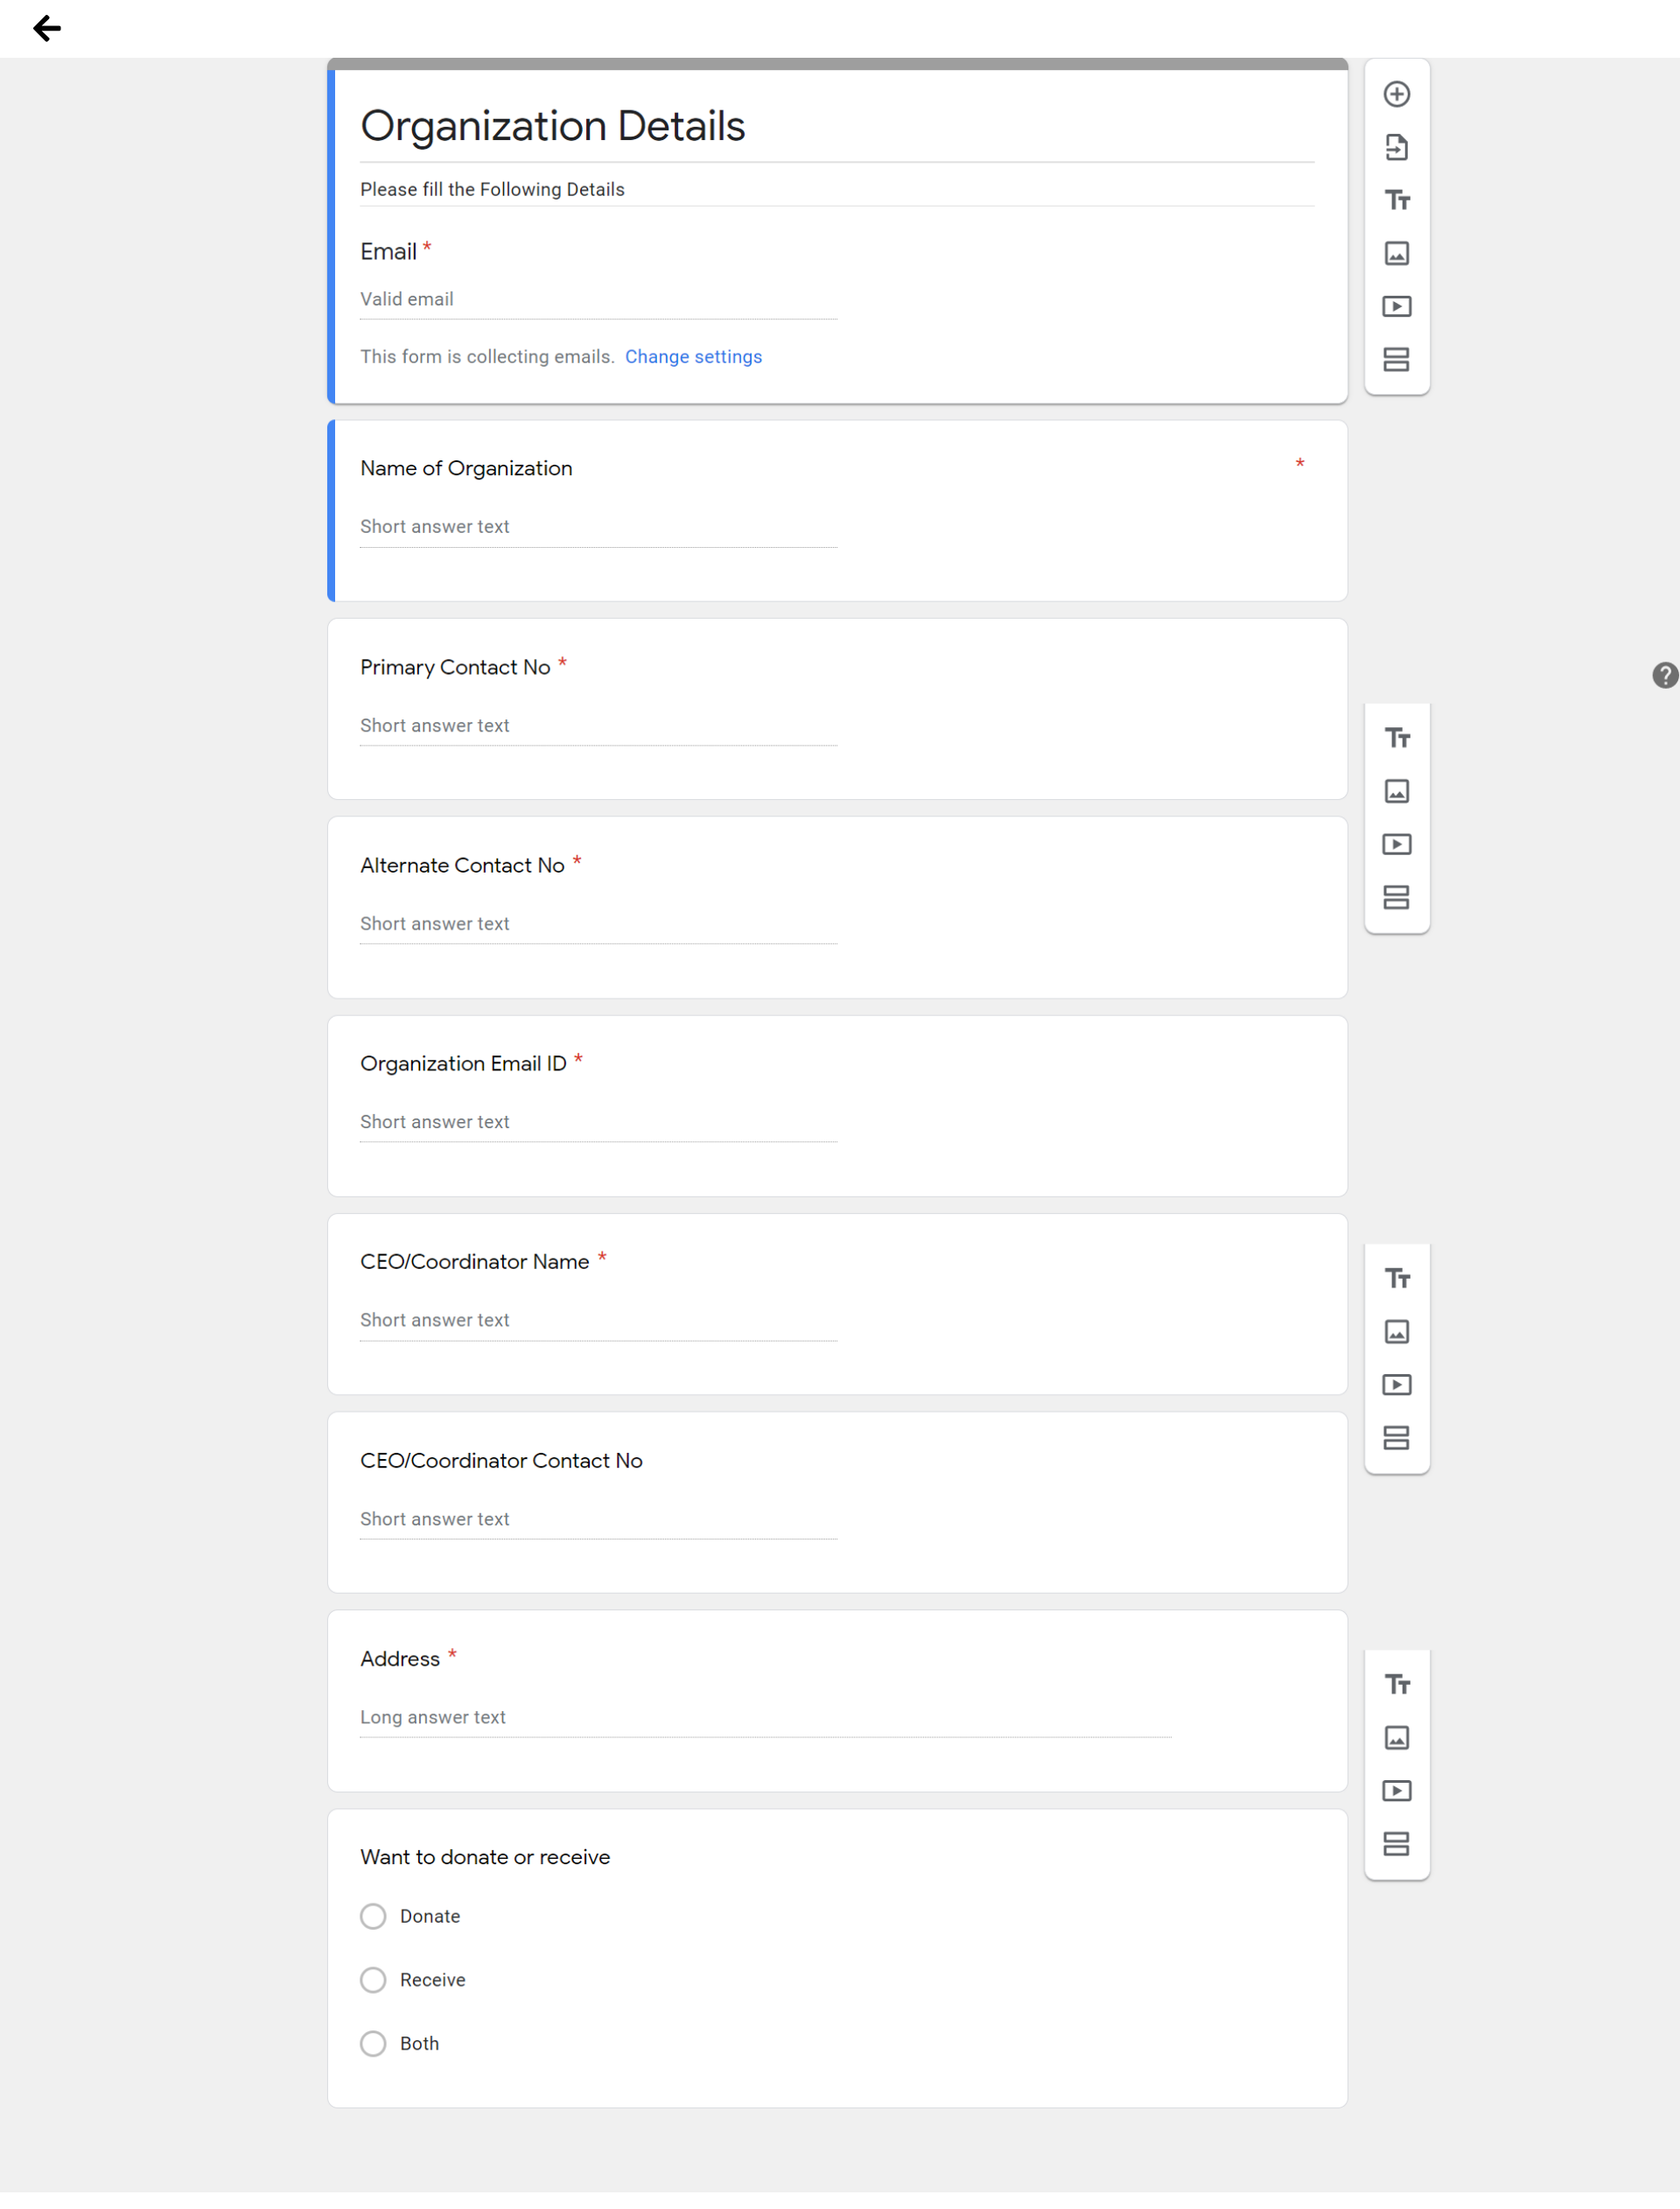 Organization Details
Please fill the Following Details
Email *
Valid email
This form is collecting emails. Change settings
Name of Organization *
Short answer text
Primary Contact No *
Short answer text
Alternate Contact No *
Short answer text
Organization Email ID *
Short answer text
CEO/Coordinator Name *
Short answer text
CEO/Coordinator Contact No
Short answer text
Address *
Long answer text
Want to donate or receive
Donate
Receive
Both